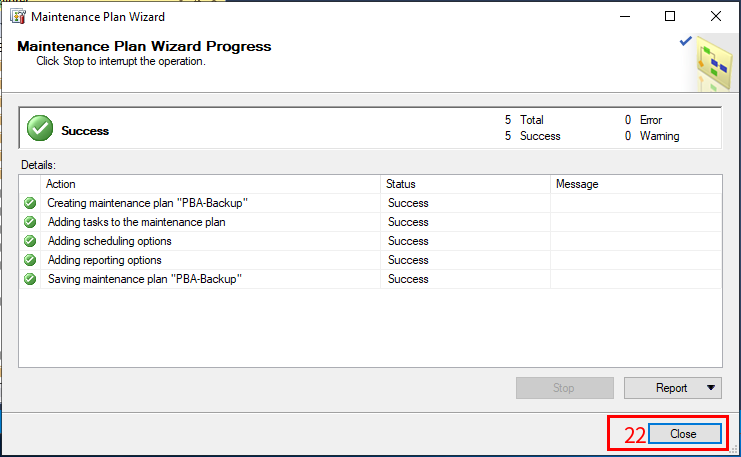 Maintenance Plan Wizard
Maintenance Plan Wizard Progress
Click Stop to interrupt the operation.
Success
5 Total 0 Error
5 Success 0 Warning
Details:
Action Status Message
Creating maintenance plan "PBA-Backup" Success
Adding tasks to the maintenance plan Success
Adding scheduling options Success
Adding reporting options Success
Saving maintenance plan "PBA-Backup" Success
Stop Report
22 Close